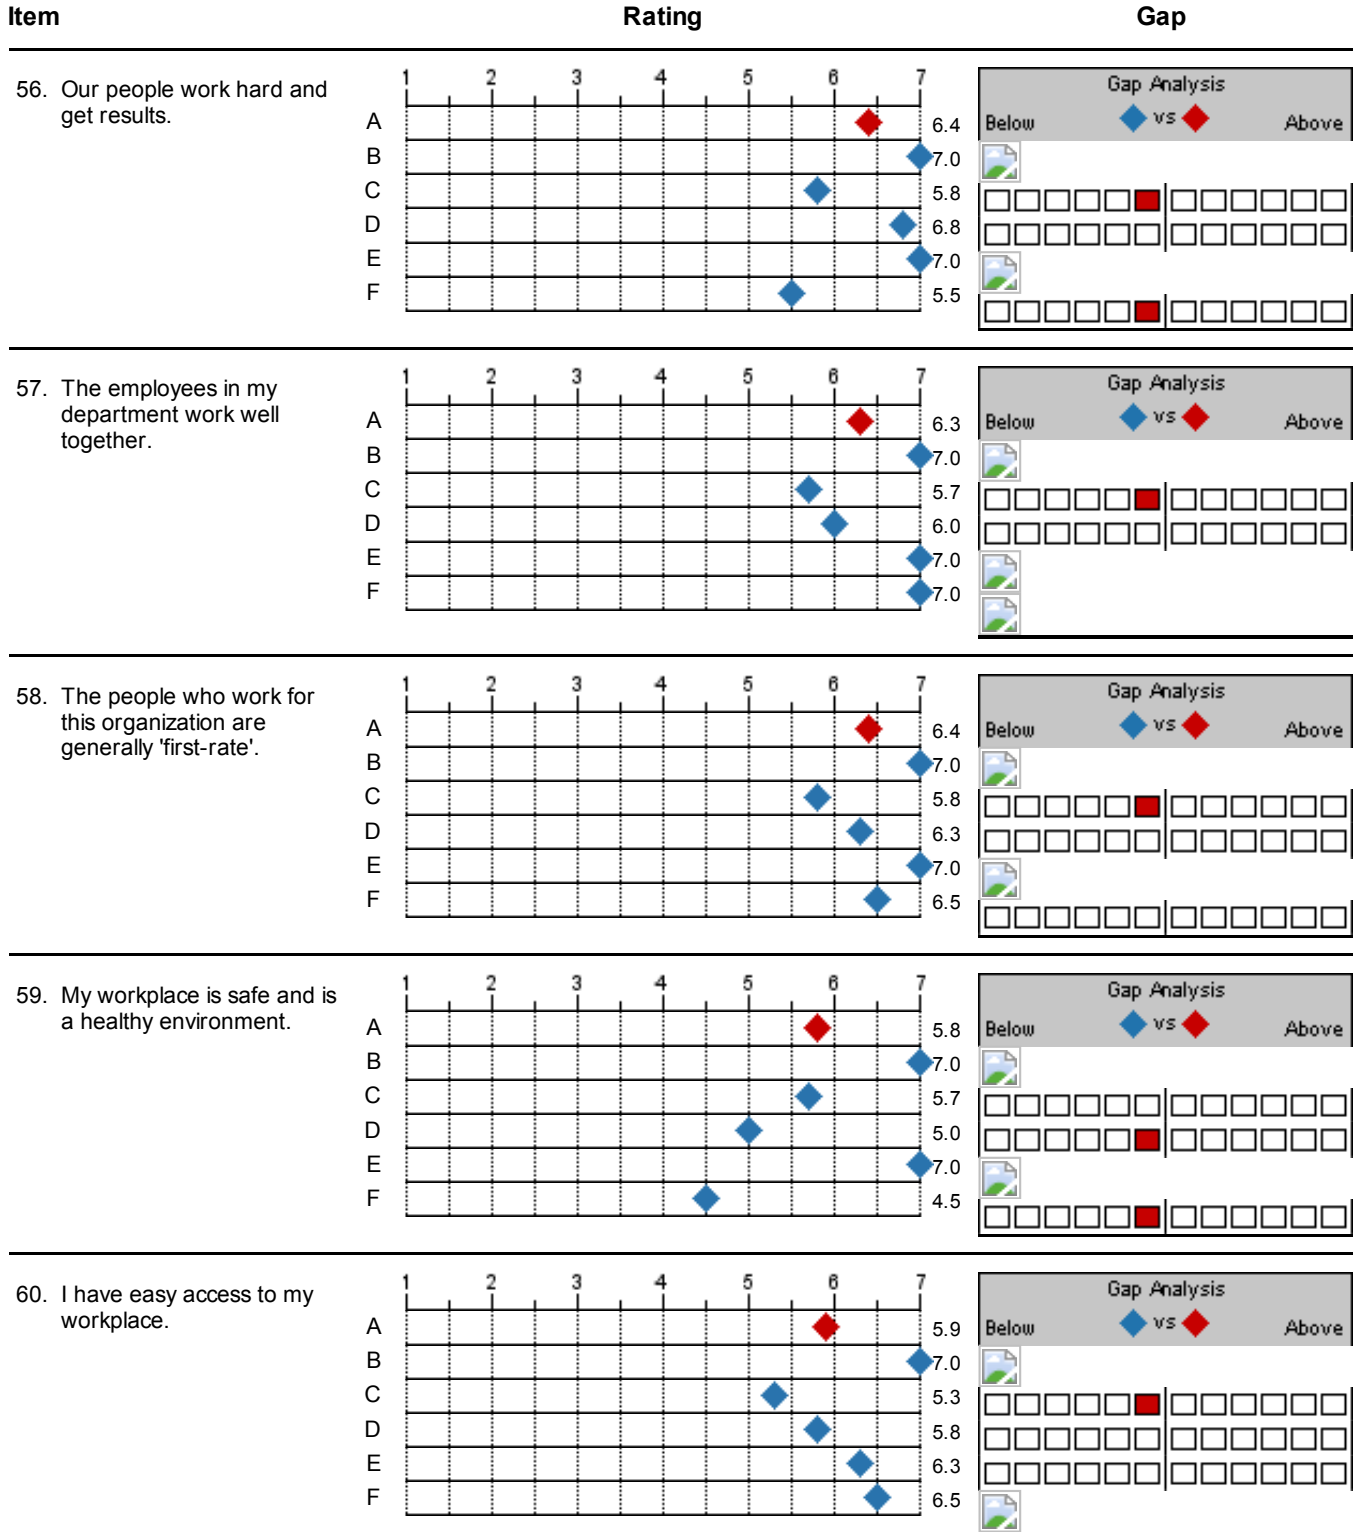 Item Rating Gap
56. Our people work hard and
get results.
1 2 3 4 5 6 7
A 6.4
B 7.0
C 5.8
D 6.8
E 7.0
F 5.5
Gap Analysis
Below vs Above
57. The employees in my
department work well
together.
1 2 3 4 5 6 7
A 6.3
B 7.0
C 5.7
D 6.0
E 7.0
F 7.0
Gap Analysis
Below vs Above
58. The people who work for
this organization are
generally 'first-rate'.
1 2 3 4 5 6 7
A 6.4
B 7.0
C 5.8
D 6.3
E 7.0
F 6.5
Gap Analysis
Below vs Above
59. My workplace is safe and is
a healthy environment.
1 2 3 4 5 6 7
A 5.8
B 7.0
C 5.7
D 5.0
E 7.0
F 4.5
Gap Analysis
Below vs Above
60. I have easy access to my
workplace.
1 2 3 4 5 6 7
A 5.9
B 7.0
C 5.3
D 5.8
E 6.3
F 6.5
Gap Analysis
Below vs Above